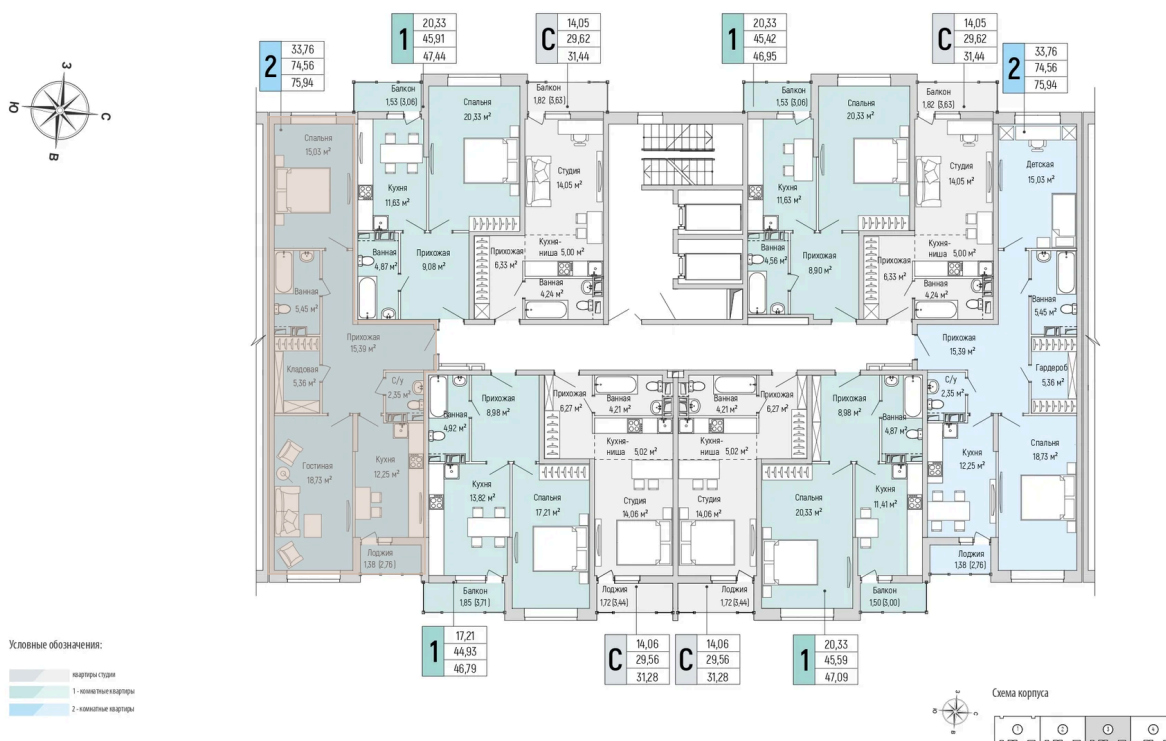 20,33
1 45,91
47,44
14,05
С 29,62
31,44
20,33
1 45,42
46,95
14,05
С 29,62
31,44
33,76
2 74,56
75,94
33,76
2 74,56
75,94
З
Ю
С
В
Балкон
1,53 (3,06)
Спальня
20,33 м²
Балкон
1,82 (3,63)
Балкон
1,53 (3,06)
Спальня
20,33 м²
Балкон
1,82 (3,63)
Спальня
15,03 м²
Кухня
11,63 м²
Студия
14,05 м²
Кухня
11,63 м²
Студия
14,05 м²
Детская
15,03 м²
Ванная
4,87 м²
Прихожая
9,08 м²
Прихожая
6,33 м²
Кухня-
ниша 5,00 м²
Ванная
4,24 м²
Ванная
4,56 м²
Прихожая
8,90 м²
Прихожая
6,33 м²
Кухня-
ниша 5,00 м²
Ванная
4,24 м²
Ванная
5,45 м²
Ванная
5,45 м²
Прихожая
15,39 м²
Прихожая
15,39 м²
Кладовая
5,36 м²
С/у
2,35 м²
Ванная
4,92 м²
Прихожая
8,98 м²
Прихожая
6,27 м²
Ванная
4,21 м²
Ванная
4,21 м²
Прихожая
6,27 м²
Прихожая
8,98 м²
Ванная
4,87 м²
С/у
2,35 м²
Гардероб
5,36 м²
Кухня-
ниша 5,02 м²
Кухня-
ниша 5,02 м²
Гостиная
18,73 м²
Кухня
12,25 м²
Кухня
13,82 м²
Спальня
17,21 м²
Студия
14,06 м²
Студия
14,06 м²
Спальня
20,33 м²
Кухня
11,41 м²
Кухня
12,25 м²
Спальня
18,73 м²
Лоджия
1,38 (2,76)
Балкон
1,85 (3,71)
Лоджия
1,72 (3,44)
Лоджия
1,72 (3,44)
Балкон
1,50 (3,00)
Лоджия
1,38 (2,76)
17,21
1 44,93
46,79
14,06
С 29,56
31,28
14,06
С 29,56
31,28
20,33
1 45,59
47,09
Условные обозначения:
квартиры студии
1 - комнатные квартиры
2 - комнатные квартиры
Схема корпуса
З
Ю
С
В
1
2
3
4